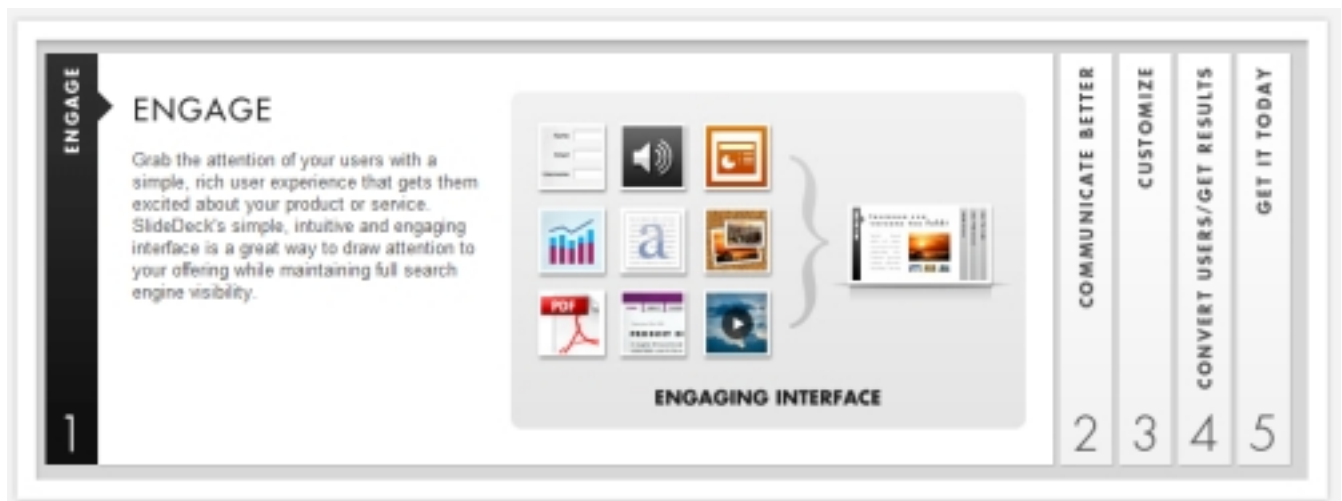 ENGAGE
1
ENGAGE
Grab the attention of your users with a
simple, rich user experience that gets them
excited about your product or service.
SlideDeck's simple, intuitive and engaging
interface is a great way to draw attention to
your offering while maintaining full search
engine visibility.
a
PDF
ENGAGING INTERFACE
COMMUNICATE BETTER
2
CUSTOMIZE
3
CONVERT USERS/GET RESULTS
4
GET IT TODAY
5